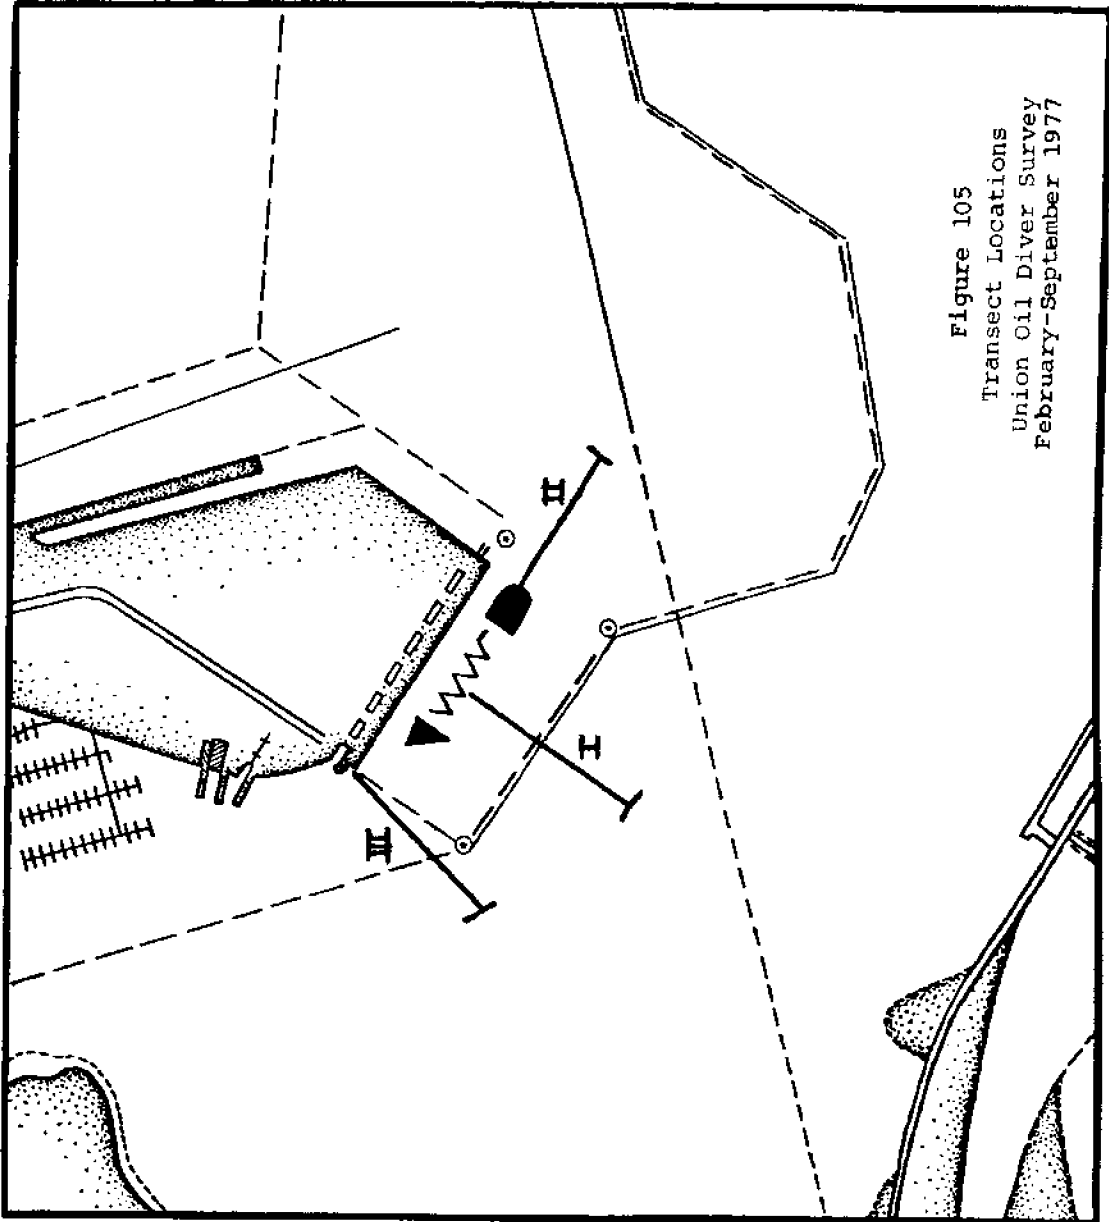 Figure 105
Transect Locations
Union Oil Diver Survey
February-September 1977
II
I
III